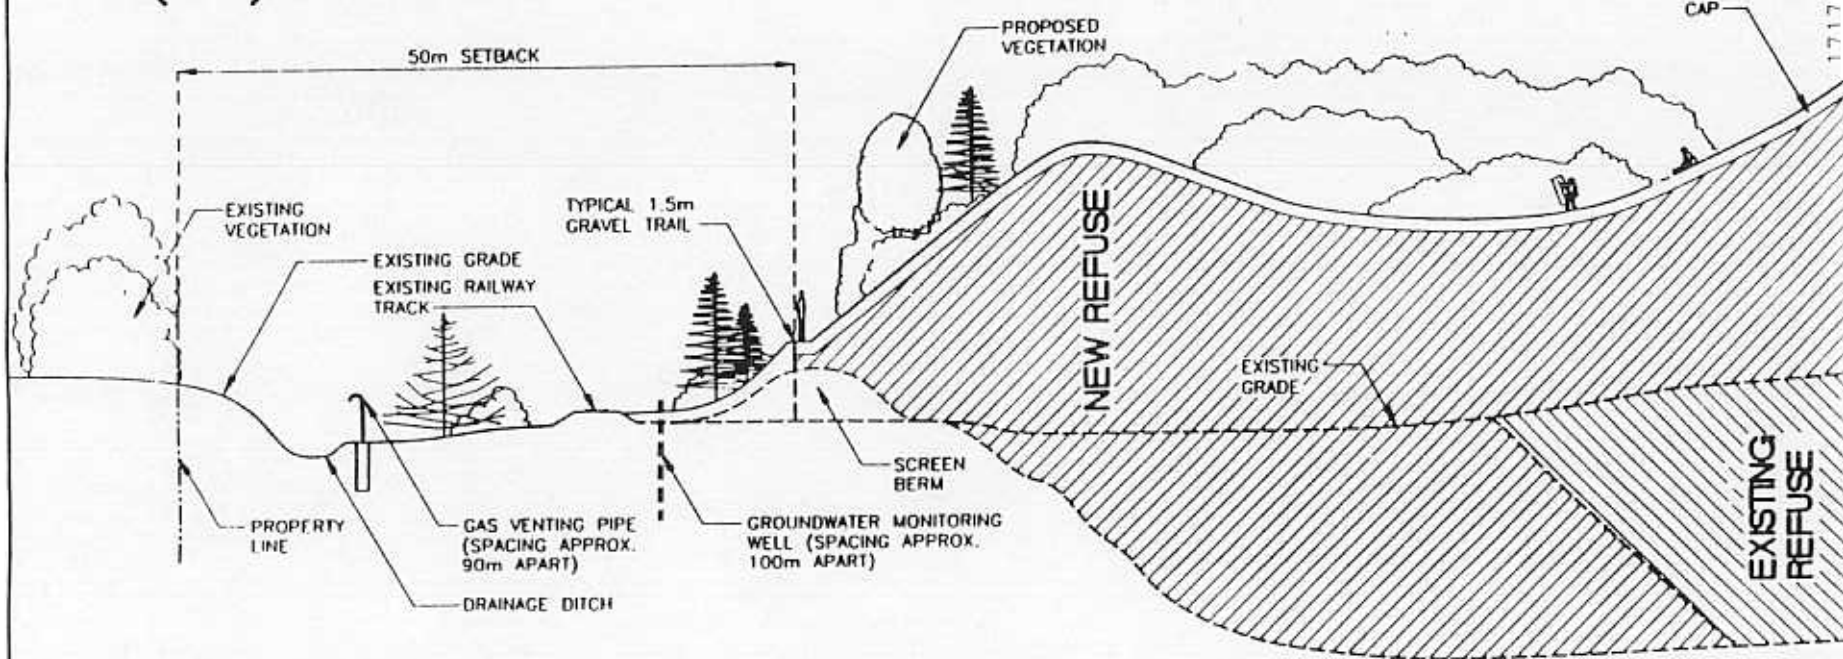 50m SETBACK
PROPOSED
VEGETATION
CAP
1717
EXISTING
VEGETATION
TYPICAL 1.5m
GRAVEL TRAIL
EXISTING GRADE
EXISTING RAILWAY
TRACK
NEW REFUSE
EXISTING
GRADE
SCREEN
BERM
EXISTING
REFUSE
PROPERTY
LINE
GAS VENTING PIPE
(SPACING APPROX.
90m APART)
GROUNDWATER MONITORING
WELL (SPACING APPROX.
100m APART)
DRAINAGE DITCH